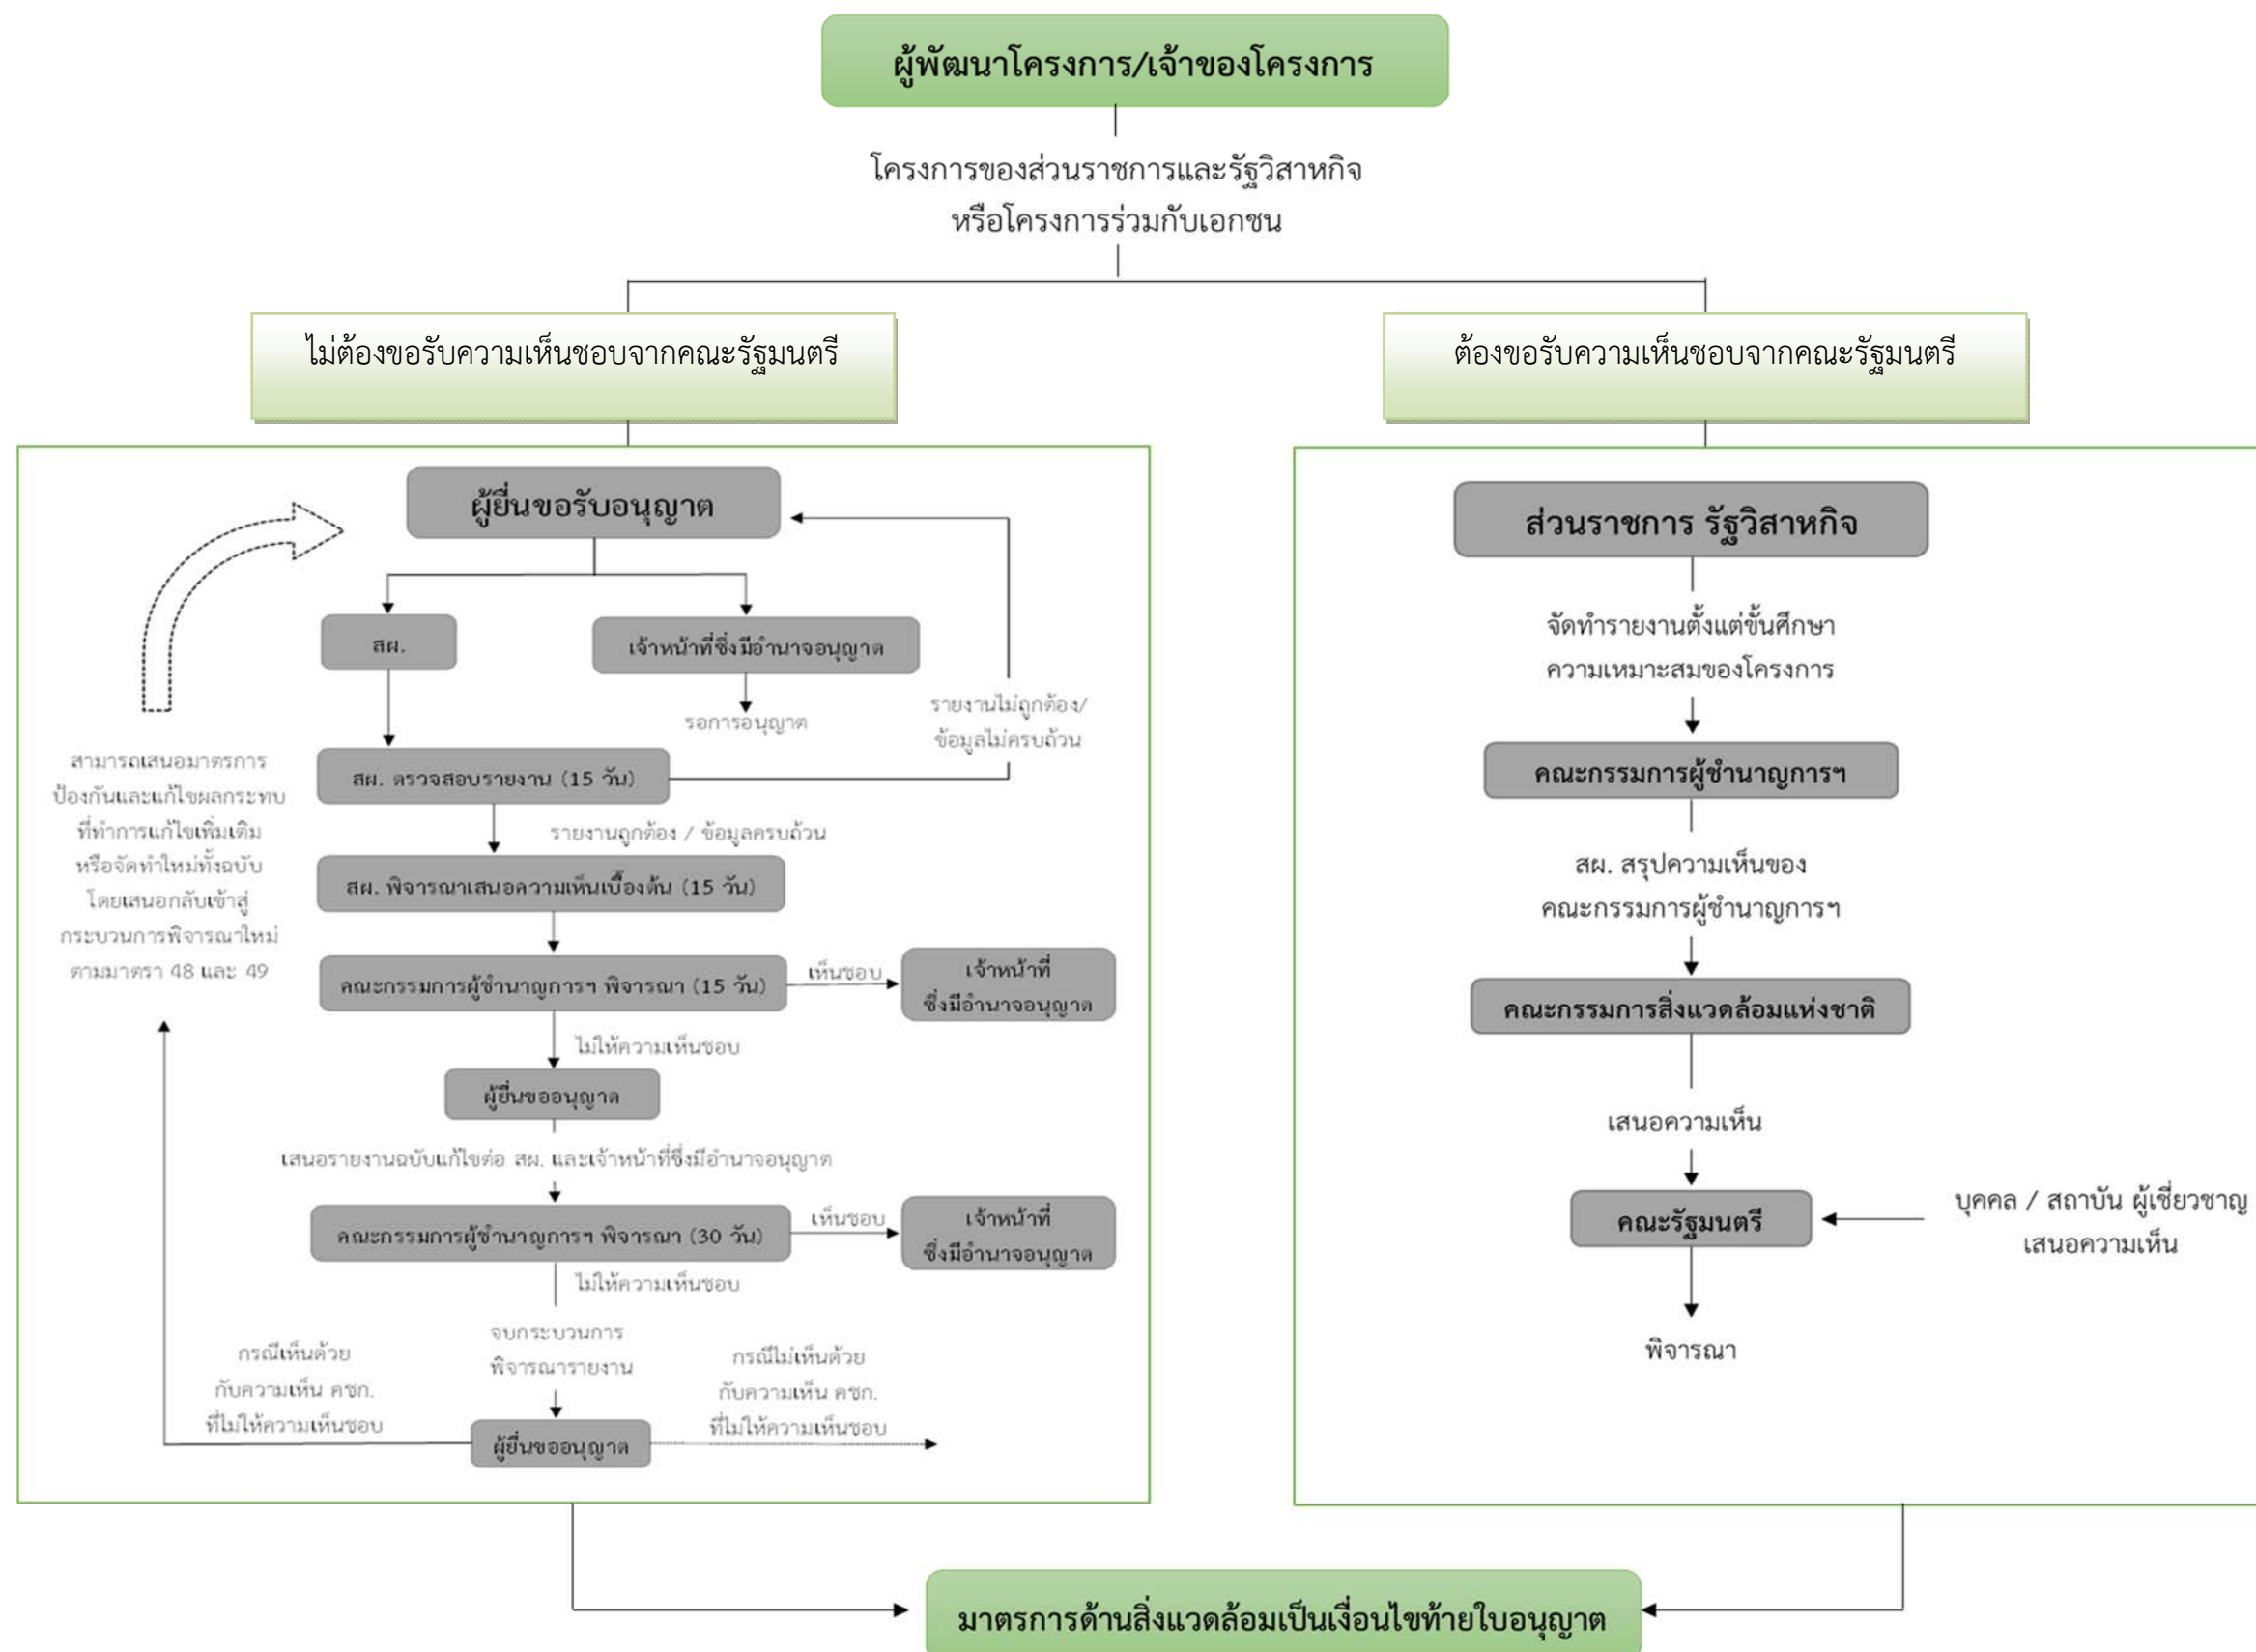 ผู้พัฒนาโครงการ/เจ้าของโครงการ
โครงการของส่วนราชการและรัฐวิสาหกิจ
หรือโครงการร่วมกับเอกชน
ไม่ต้องขอรับความเห็นชอบจากคณะรัฐมนตรี
ผู้ยื่นขอรับอนุญาต
สผ.
เจ้าหน้าที่ซึ่งมีอำนาจอนุญาต
รอการอนุญาต
รายงานไม่ถูกต้อง/
ข้อมูลไม่ครบถ้วน
สผ. ตรวจสอบรายงาน (15 วัน)
รายงานถูกต้อง / ข้อมูลครบถ้วน
สผ. พิจารณาเสนอความเห็นเบื้องต้น (15 วัน)
คณะกรรมการผู้ชำนาญการฯ พิจารณา (15 วัน)
เห็นชอบ
เจ้าหน้าที่
ซึ่งมีอำนาจอนุญาต
ไม่ให้ความเห็นชอบ
ผู้ยื่นขออนุญาต
เสนอรายงานฉบับแก้ไขต่อ สผ. และเจ้าหน้าที่ซึ่งมีอำนาจอนุญาต
คณะกรรมการผู้ชำนาญการฯ พิจารณา (30 วัน)
เห็นชอบ
เจ้าหน้าที่
ซึ่งมีอำนาจอนุญาต
ไม่ให้ความเห็นชอบ
จบกระบวนการ
พิจารณารายงาน
ผู้ยื่นขออนุญาต
กรณีเห็นด้วย
กับความเห็น คชก.
ที่ไม่ให้ความเห็นชอบ
กรณีไม่เห็นด้วย
กับความเห็น คชก.
ที่ไม่ให้ความเห็นชอบ
สามารถเสนอมาตรการ
ป้องกันและแก้ไขผลกระทบ
ที่ทำการแก้ไขเพิ่มเติม
หรือจัดทำใหม่ทั้งฉบับ
โดยเสนอกลับเข้าสู่
กระบวนการพิจารณาใหม่
ตามมาตรา 48 และ 49
ต้องขอรับความเห็นชอบจากคณะรัฐมนตรี
ส่วนราชการ รัฐวิสาหกิจ
จัดทำรายงานตั้งแต่ขั้นศึกษา
ความเหมาะสมของโครงการ
คณะกรรมการผู้ชำนาญการฯ
สผ. สรุปความเห็นของ
คณะกรรมการผู้ชำนาญการฯ
คณะกรรมการสิ่งแวดล้อมแห่งชาติ
เสนอความเห็น
คณะรัฐมนตรี
บุคคล / สถาบัน ผู้เชี่ยวชาญ
เสนอความเห็น
พิจารณา
มาตรการด้านสิ่งแวดล้อมเป็นเงื่อนไขท้ายใบอนุญาต